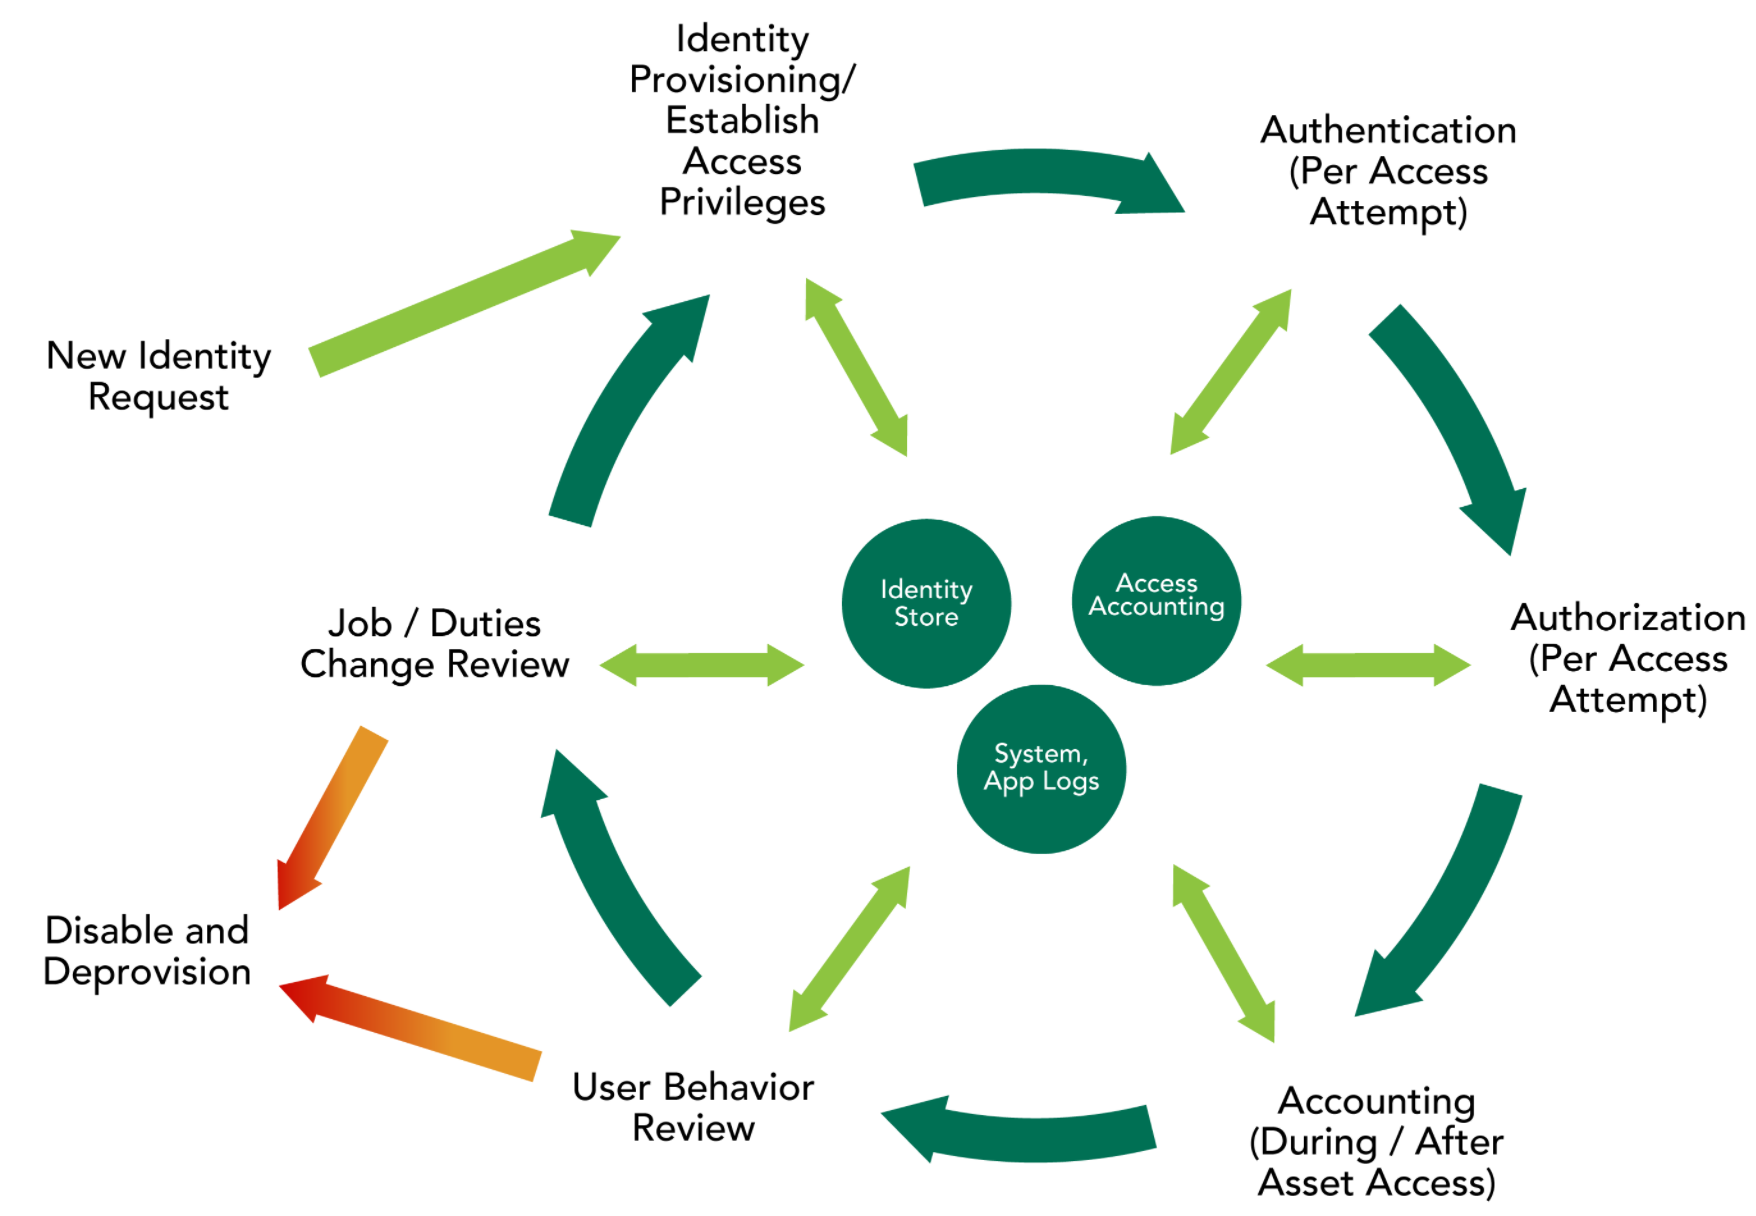 Identity
Provisioning/
Establish
Access
Privileges
Authentication
(Per Access
Attempt)
New Identity
Request
Identity
Store
Access
Accounting
System,
App Logs
Job / Duties
Change Review
Authorization
(Per Access
Attempt)
Disable and
Deprovision
User Behavior
Review
Accounting
(During / After
Asset Access)